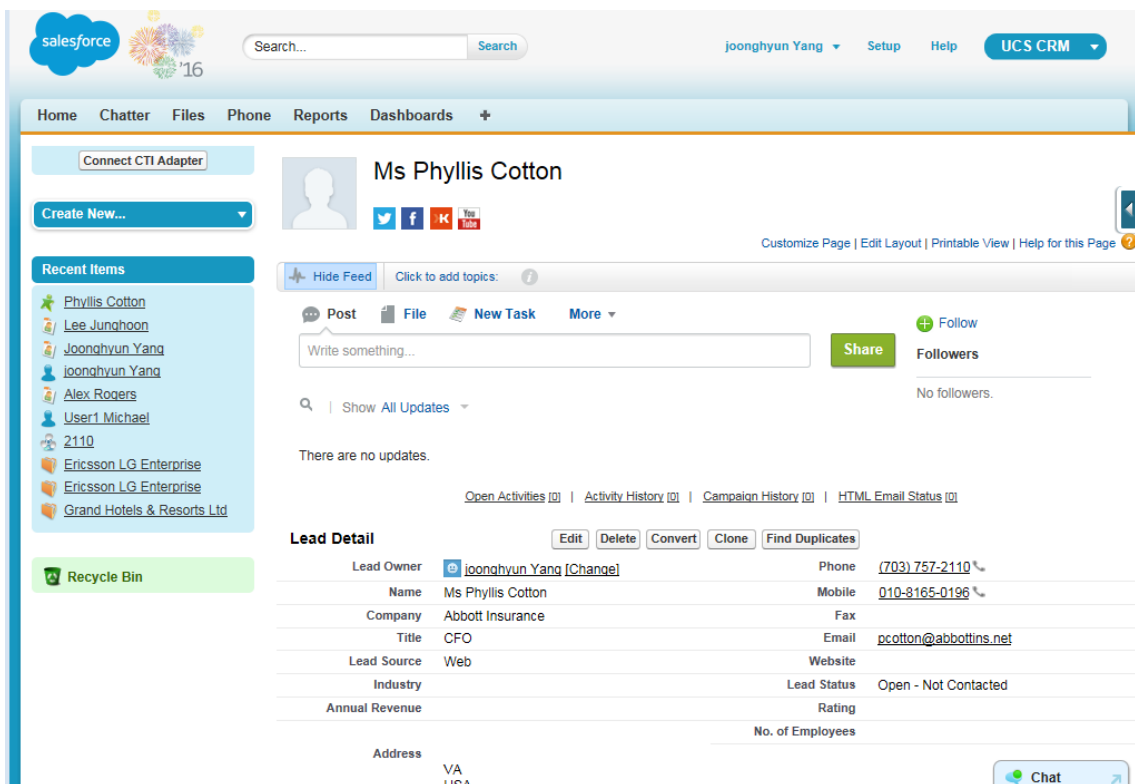 salesforce
'16
Search...
Search
joonghyun Yang
Setup
Help
UCS CRM
Home
Chatter
Files
Phone
Reports
Dashboards
+
Connect CTI Adapter
Create New...
Recent Items
Phyllis Cotton
Lee Junghoon
Joonghyun Yang
joonghyun Yang
Alex Rogers
User1 Michael
2110
Ericsson LG Enterprise
Ericsson LG Enterprise
Grand Hotels & Resorts Ltd
Recycle Bin
Ms Phyllis Cotton
You
Tube
Customize Page | Edit Layout | Printable View | Help for this Page
Hide Feed
Click to add topics:
Post
File
New Task
More
Write something...
Share
Follow
Followers
No followers.
Show All Updates
There are no updates.
Open Activities [0] | Activity History [0] | Campaign History [0] | HTML Email Status [0]
Lead Detail
Edit
Delete
Convert
Clone
Find Duplicates
Lead Owner joonghyun Yang [Change]
Phone (703) 757-2110
Name Ms Phyllis Cotton
Mobile 010-8165-0196
Company Abbott Insurance
Fax
Title CFO
Email pcotton@abbottins.net
Lead Source Web
Website
Industry
Lead Status Open - Not Contacted
Annual Revenue
Rating
No. of Employees
Address
VA
USA
Chat